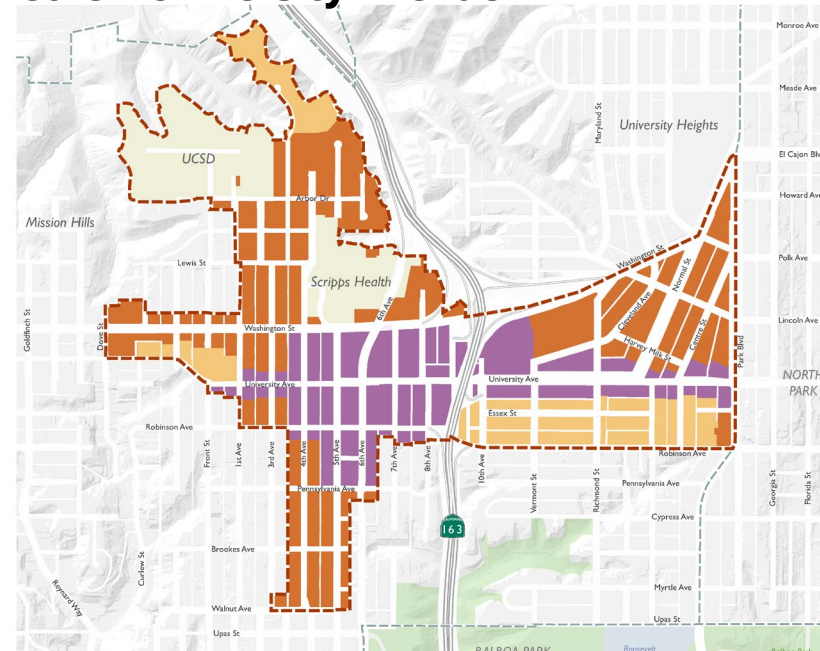 Monroe Ave
Meade Ave
Maryland St
University Heights
UCSD
El Cajon Blv
Howard Ave
Arbor Dr
Mission Hills
Washington St
Polk Ave
Lewis St
Normal St
Scripps Health
6th Ave
Cleveland Ave
Goldfinch St
Dove St
Washington St
Lincoln Ave
Centre St
Harvey Milk St
Park Blvd
University Ave
University Ave
NORTH
PARK
Essex St
Robinson Ave
Front St
1st Ave
3rd Ave
4th Ave
5th Ave
6th Ave
7th Ave
8th Ave
10th Ave
Robinson Ave
Vermont St
Richmond St
Georgia St
Florida St
Pennsylvania Ave
Pennsylvania Ave
Cypress Ave
163
Brookes Ave
Curlew St
Reynard Way
Myrtle Ave
Walnut Ave
Upas St
Upas St
BALBOA PARK
Roosevelt